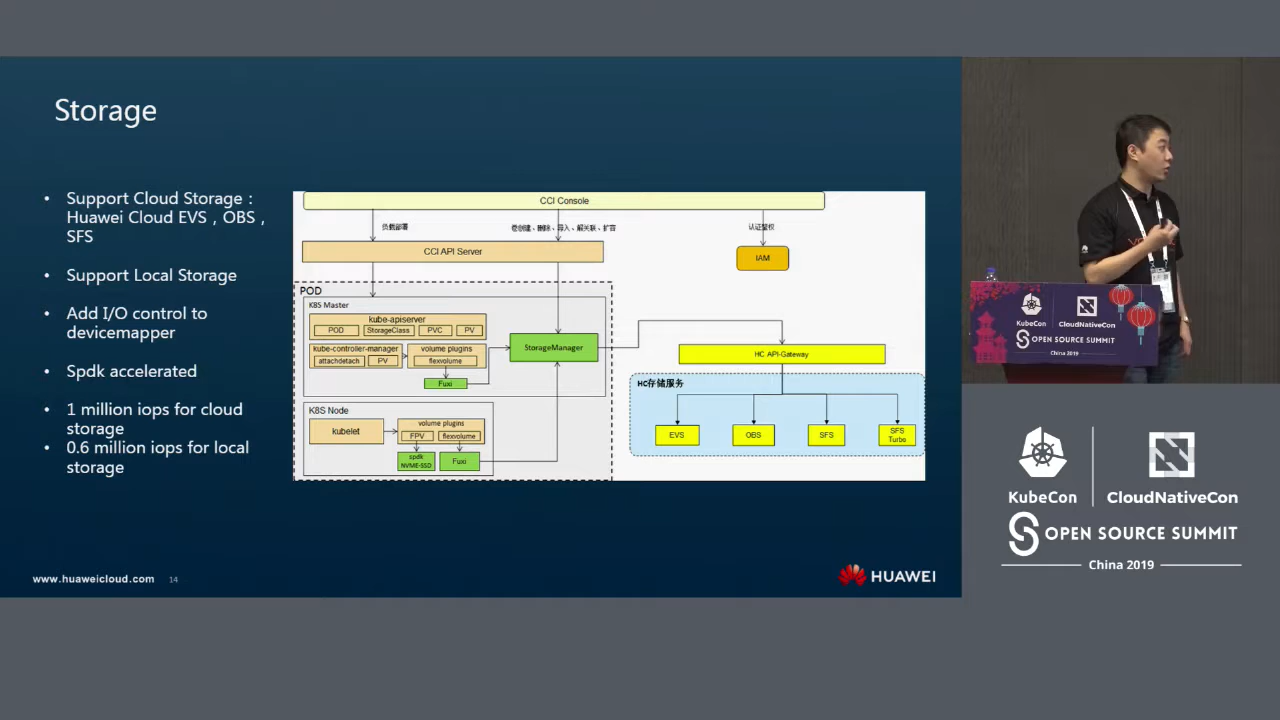 Storage
• Support Cloud Storage：
Huawei Cloud EVS，OBS，
SFS
• Support Local Storage
• Add I/O control to
devicemapper
• Spdk accelerated
• 1 million iops for cloud
storage
• 0.6 million iops for local
storage
CCI Console
负载部署
卷创建、删除、导入、解关联、扩容
认证鉴权
CCI API Server
IAM
POD
K8S Master
kube-apiserver
POD StorageClass PVC PV
kube-controller-manager
attachdetach PV
volume plugins
flexvolume
Fuxi
StorageManager
HC API-Gateway
HC存储服务
EVS OBS SFS SFS
Turbo
K8S Node
kubelet
volume plugins
FPV flexvolume
spdk
NVME-SSD
Fuxi
www.huaweicloud.com 14
HUAWEI
KubeCon CloudNativeCon
OPEN SOURCE SUMMIT
China 2019
KubeCon CloudNativeCon
OPEN SOURCE SUMMIT
China 2019